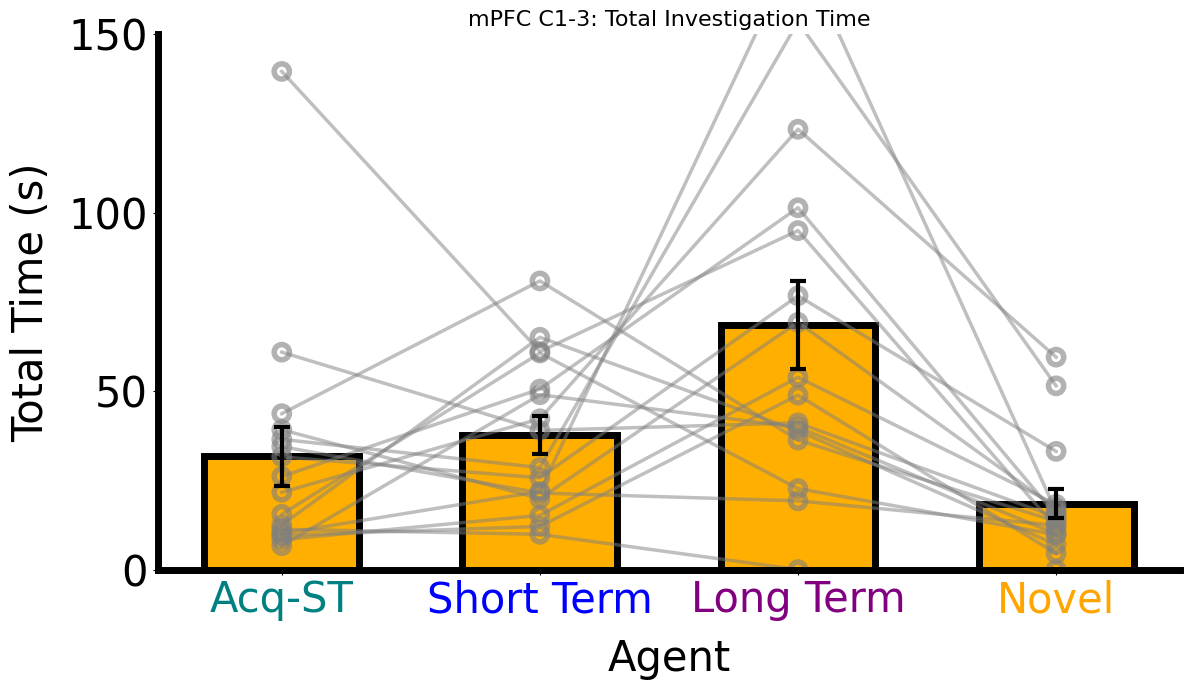 mPFC C1-3: Total Investigation Time
150
100
50
0
Total Time (s)
Acq-ST Short Term Long Term Novel
Agent